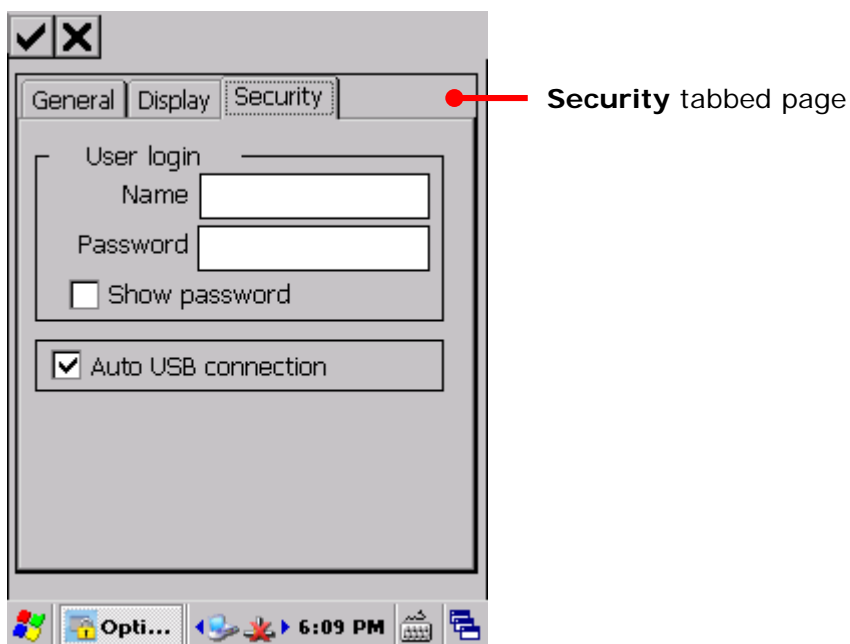 General Display Security
Security tabbed page
User login
Name
Password
Show password
Auto USB connection
Opti... 6:09 PM